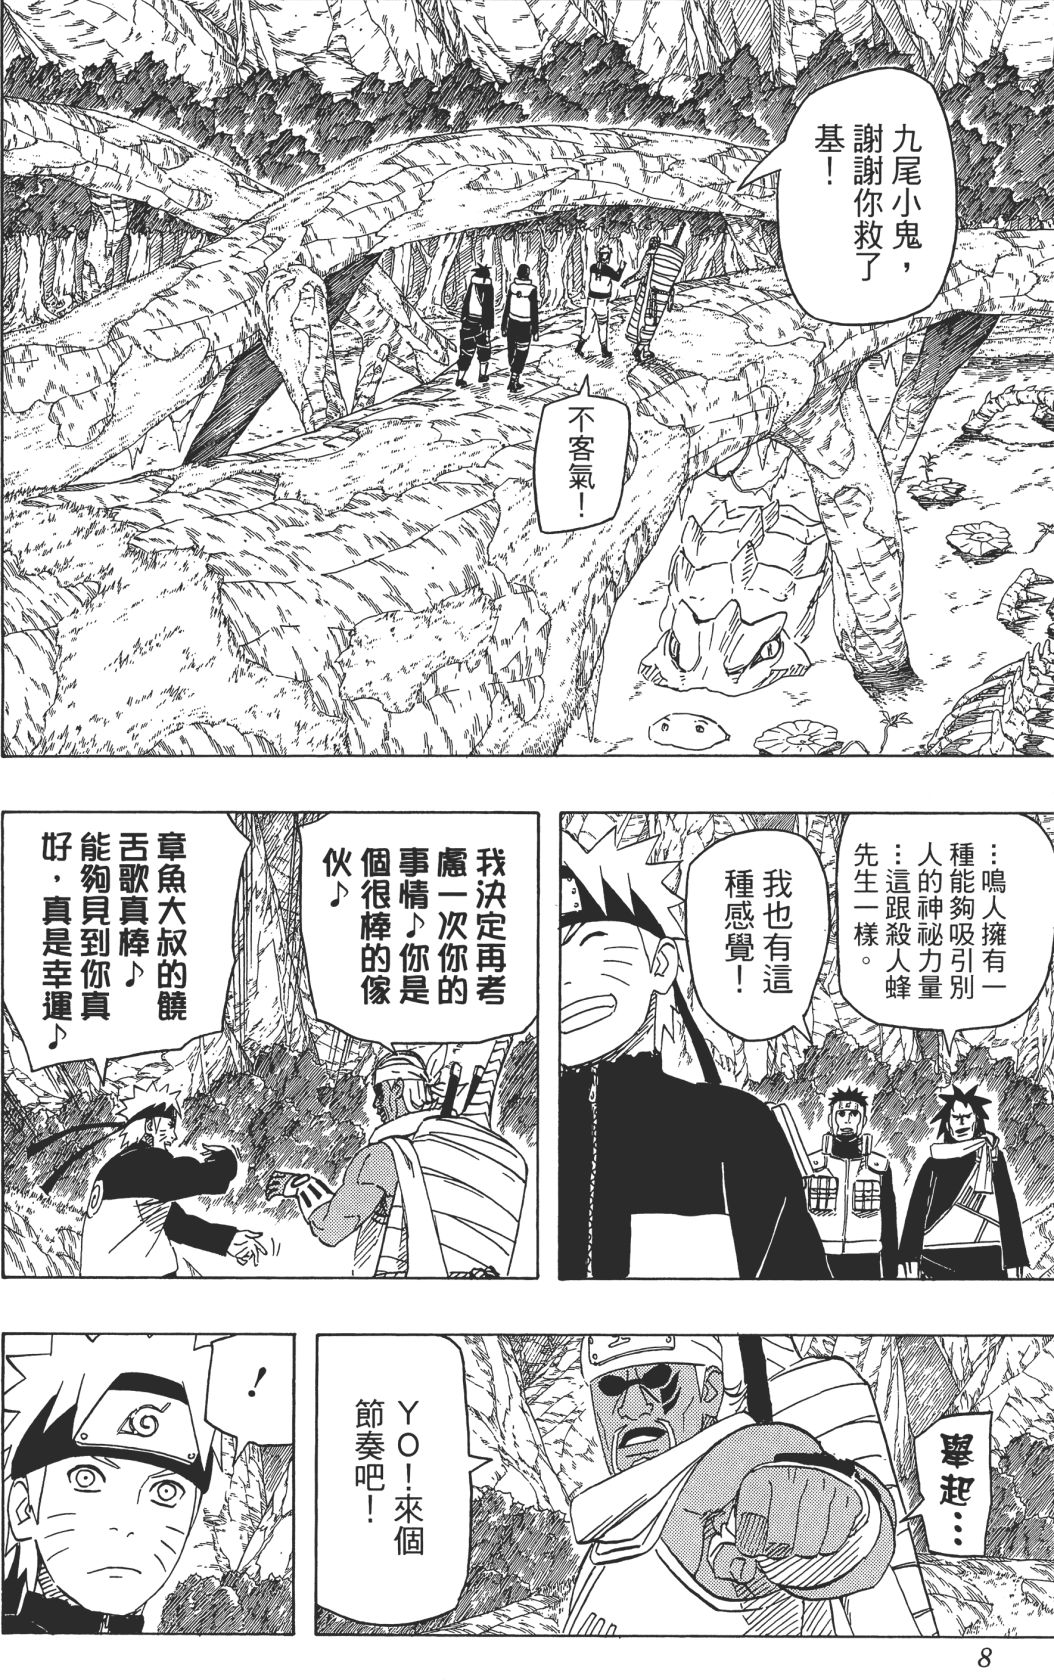 九尾小鬼，
謝謝你救了
基！
不客氣！
…鳴人擁有一
種能夠吸引別
人的神祕力量
…這跟殺人蜂
先生一樣。
我也有這
種感覺！
我決定再考
慮一次你的
事情♪你是
個很棒的傢
伙♪
章魚大叔的饒
舌歌真棒♪
能夠見到你真
好，真是幸運♪
舉起…
YO！來個
節奏吧！
！
8